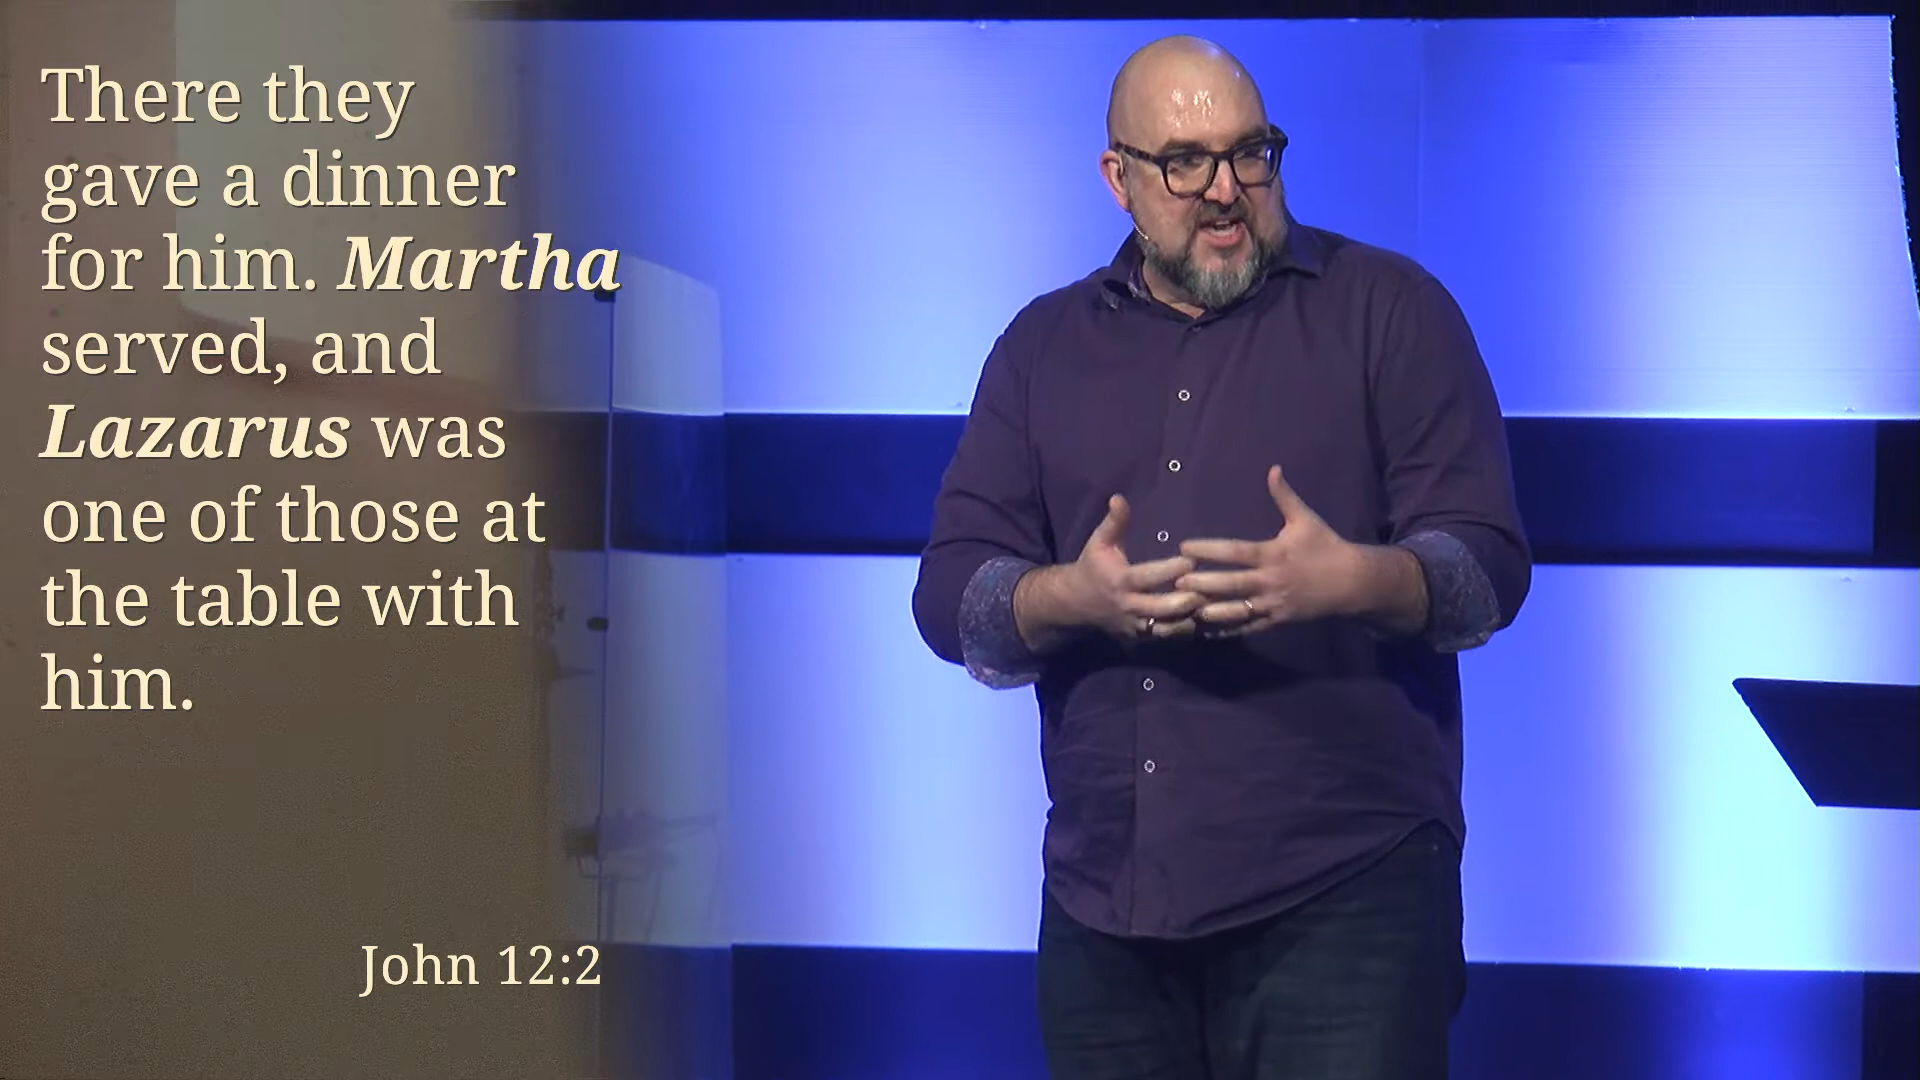 There they
gave a dinner
for him. Martha
served, and
Lazarus was
one of those at
the table with
him.
John 12:2